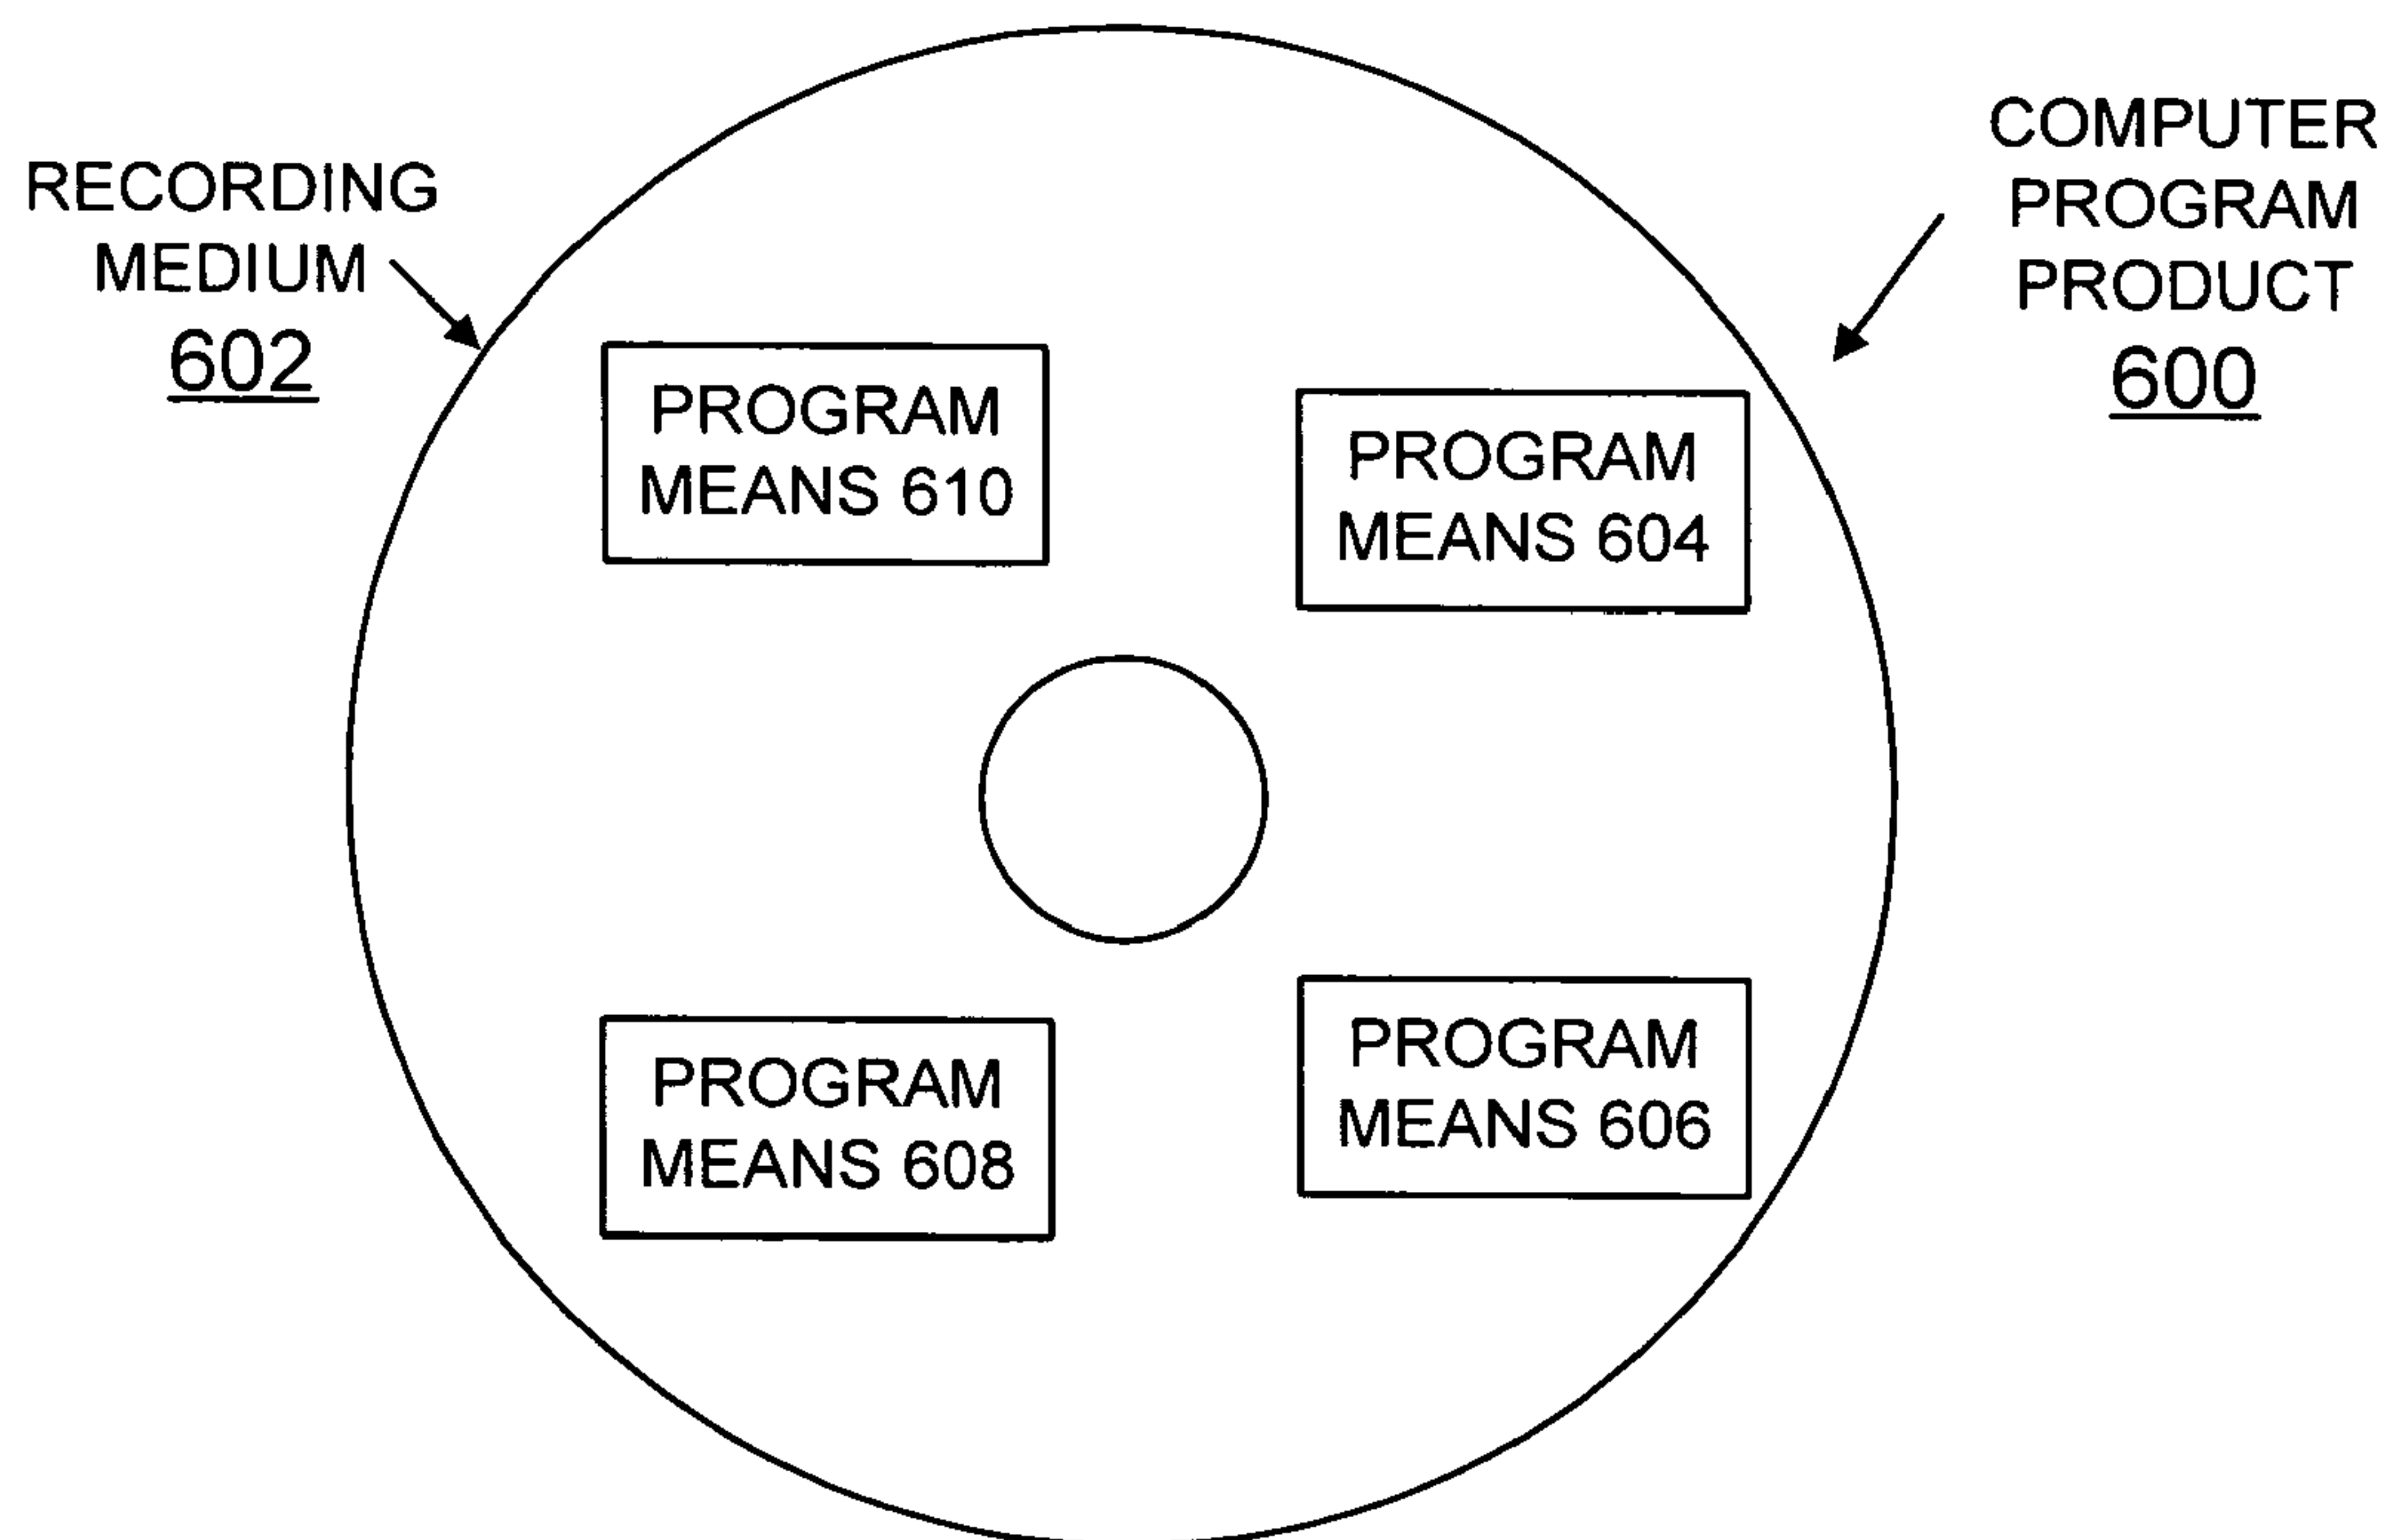 RECORDING
MEDIUM
602
COMPUTER
PROGRAM
PRODUCT
600
PROGRAM
MEANS 610
PROGRAM
MEANS 604
PROGRAM
MEANS 608
PROGRAM
MEANS 606